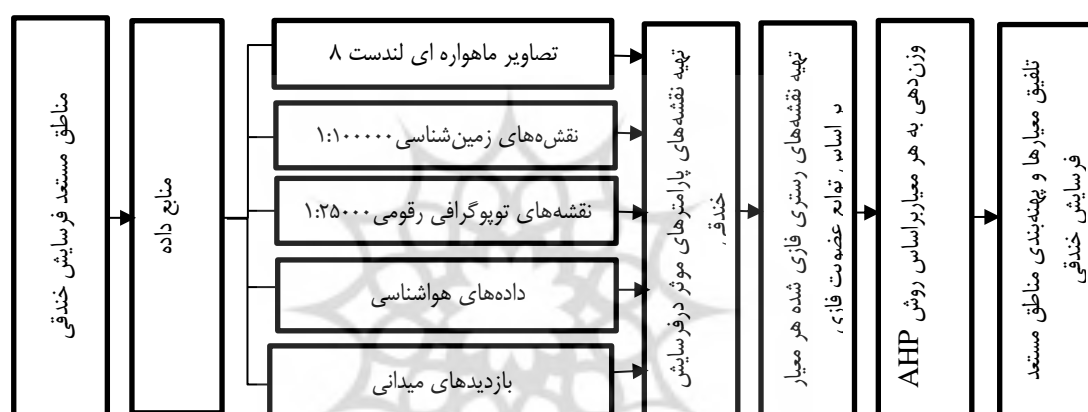 مناطق مستعد فرسایش خندقی
منابع داده
تصاویر ماهواره ای لندست ۸
نقشه‌های زمین‌شناسی ۱:۱۰۰۰۰۰
نقشه‌های توپوگرافی رقومی ۱:۲۵۰۰۰
داده‌های هواشناسی
بازدیدهای میدانی
تهیه نقشه‌های پارامترهای موثر درفرسایش
خندقی
تهیه نقشه‌های رستری فازی شده هر معیار
بر اساس توابع عضویت فازی
وزن‌دهی به هر معیاربراساس روش AHP
تلفیق معیارها و پهنه‌بندی مناطق مستعد
فرسایش خندقی